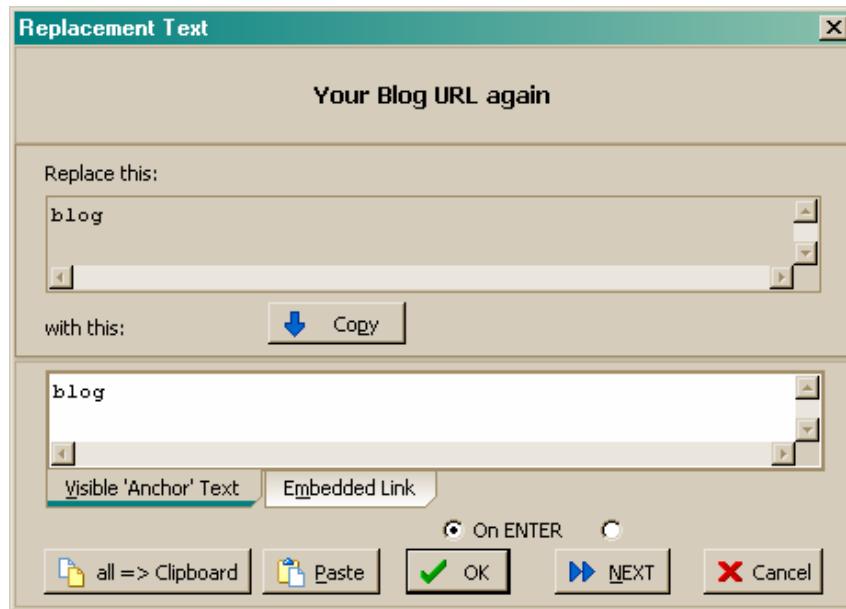 Replacement Text
Your Blog URL again
Replace this:
blog
with this:
Copy
blog
Visible 'Anchor' Text
Embedded Link
On ENTER
all => Clipboard
Paste
OK
NEXT
Cancel